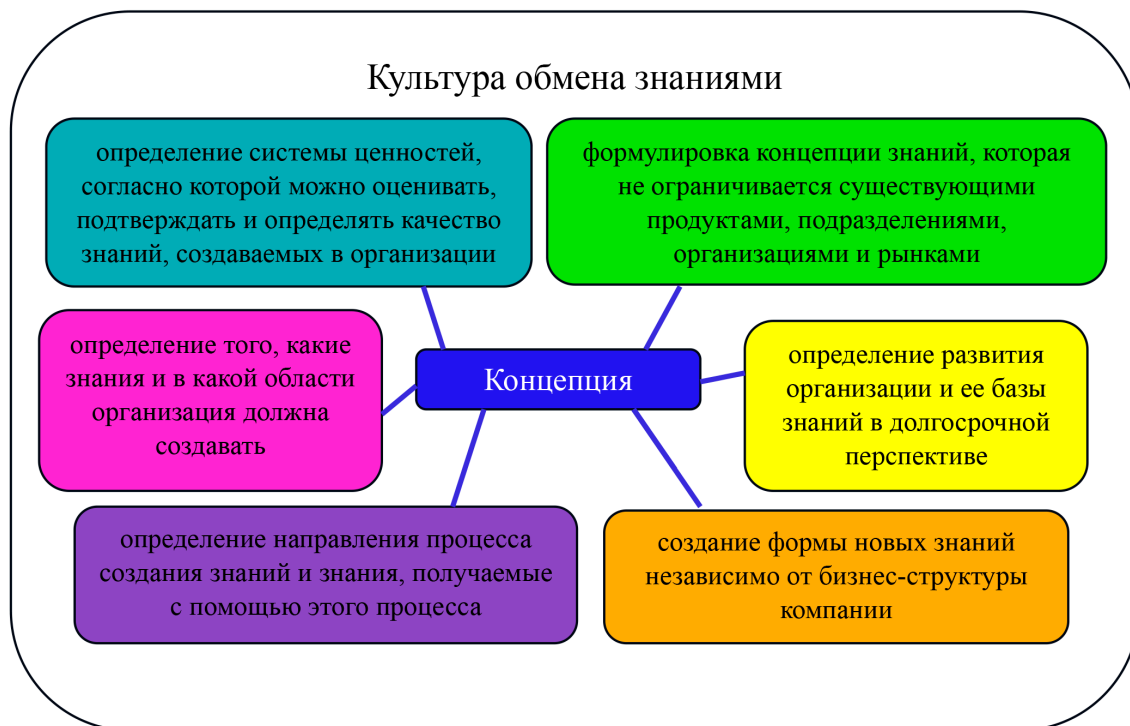 Культура обмена знаниями
определение системы ценностей,
согласно которой можно оценивать,
подтверждать и определять качество
знаний, создаваемых в организации
формулировка концепции знаний, которая
не ограничивается существующими
продуктами, подразделениями,
организациями и рынками
определение того, какие
знания и в какой области
организация должна
создавать
Концепция
определение развития
организации и ее базы
знаний в долгосрочной
перспективе
определение направления процесса
создания знаний и знания, получаемые
с помощью этого процесса
создание формы новых знаний
независимо от бизнес-структуры
компании